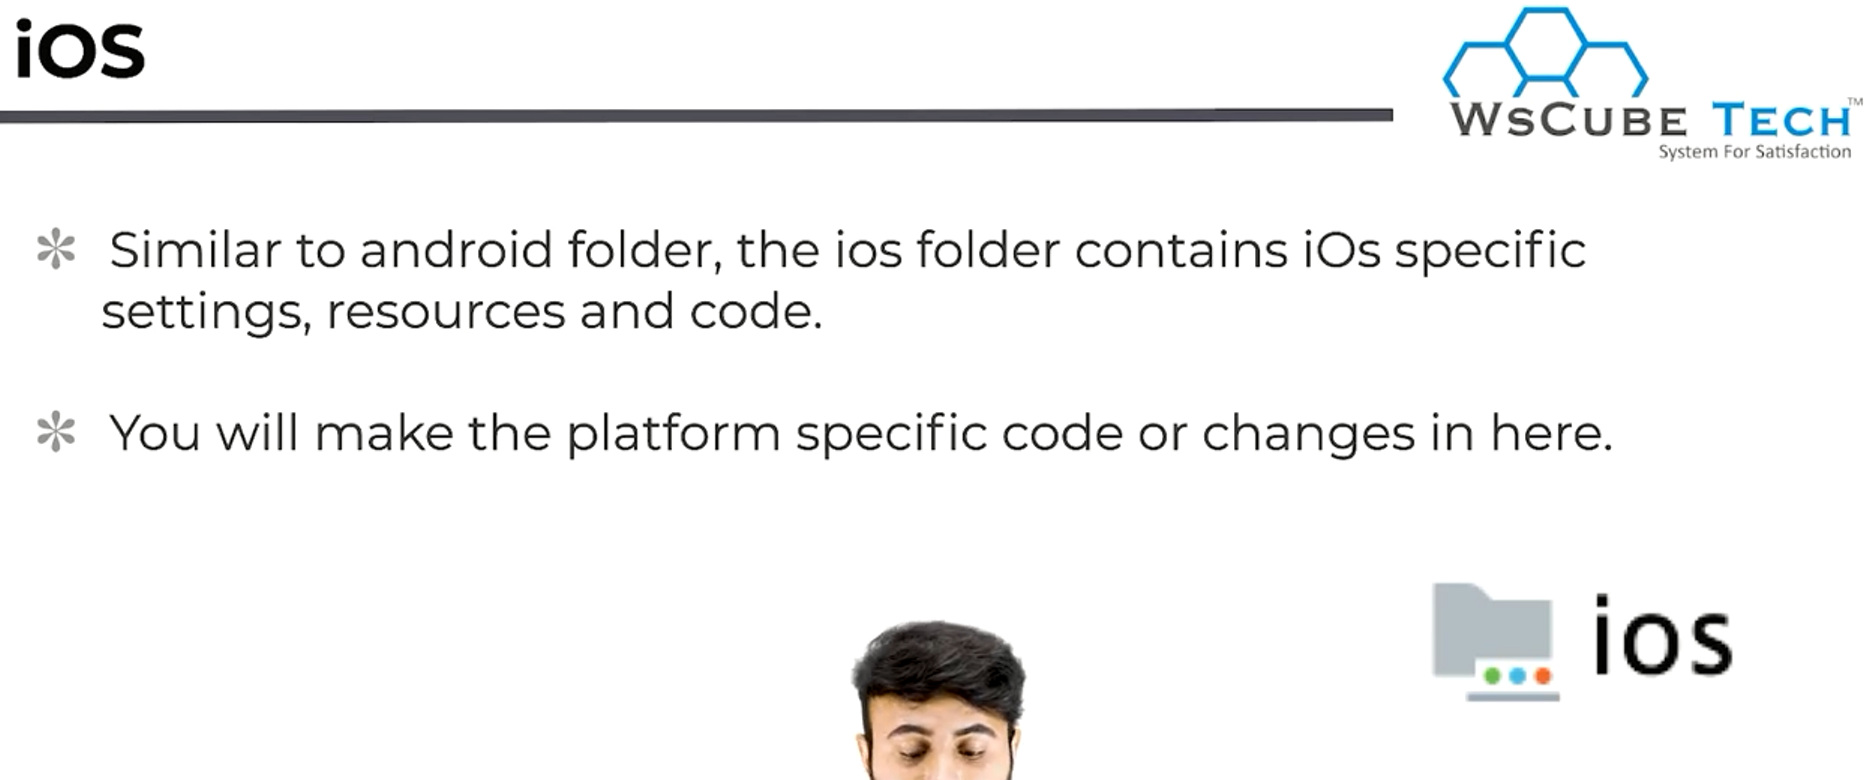 iOS
WSCUBE TECH™
System For Satisfaction
✼ Similar to android folder, the ios folder contains iOs specific
settings, resources and code.
✼ You will make the platform specific code or changes in here.
ios